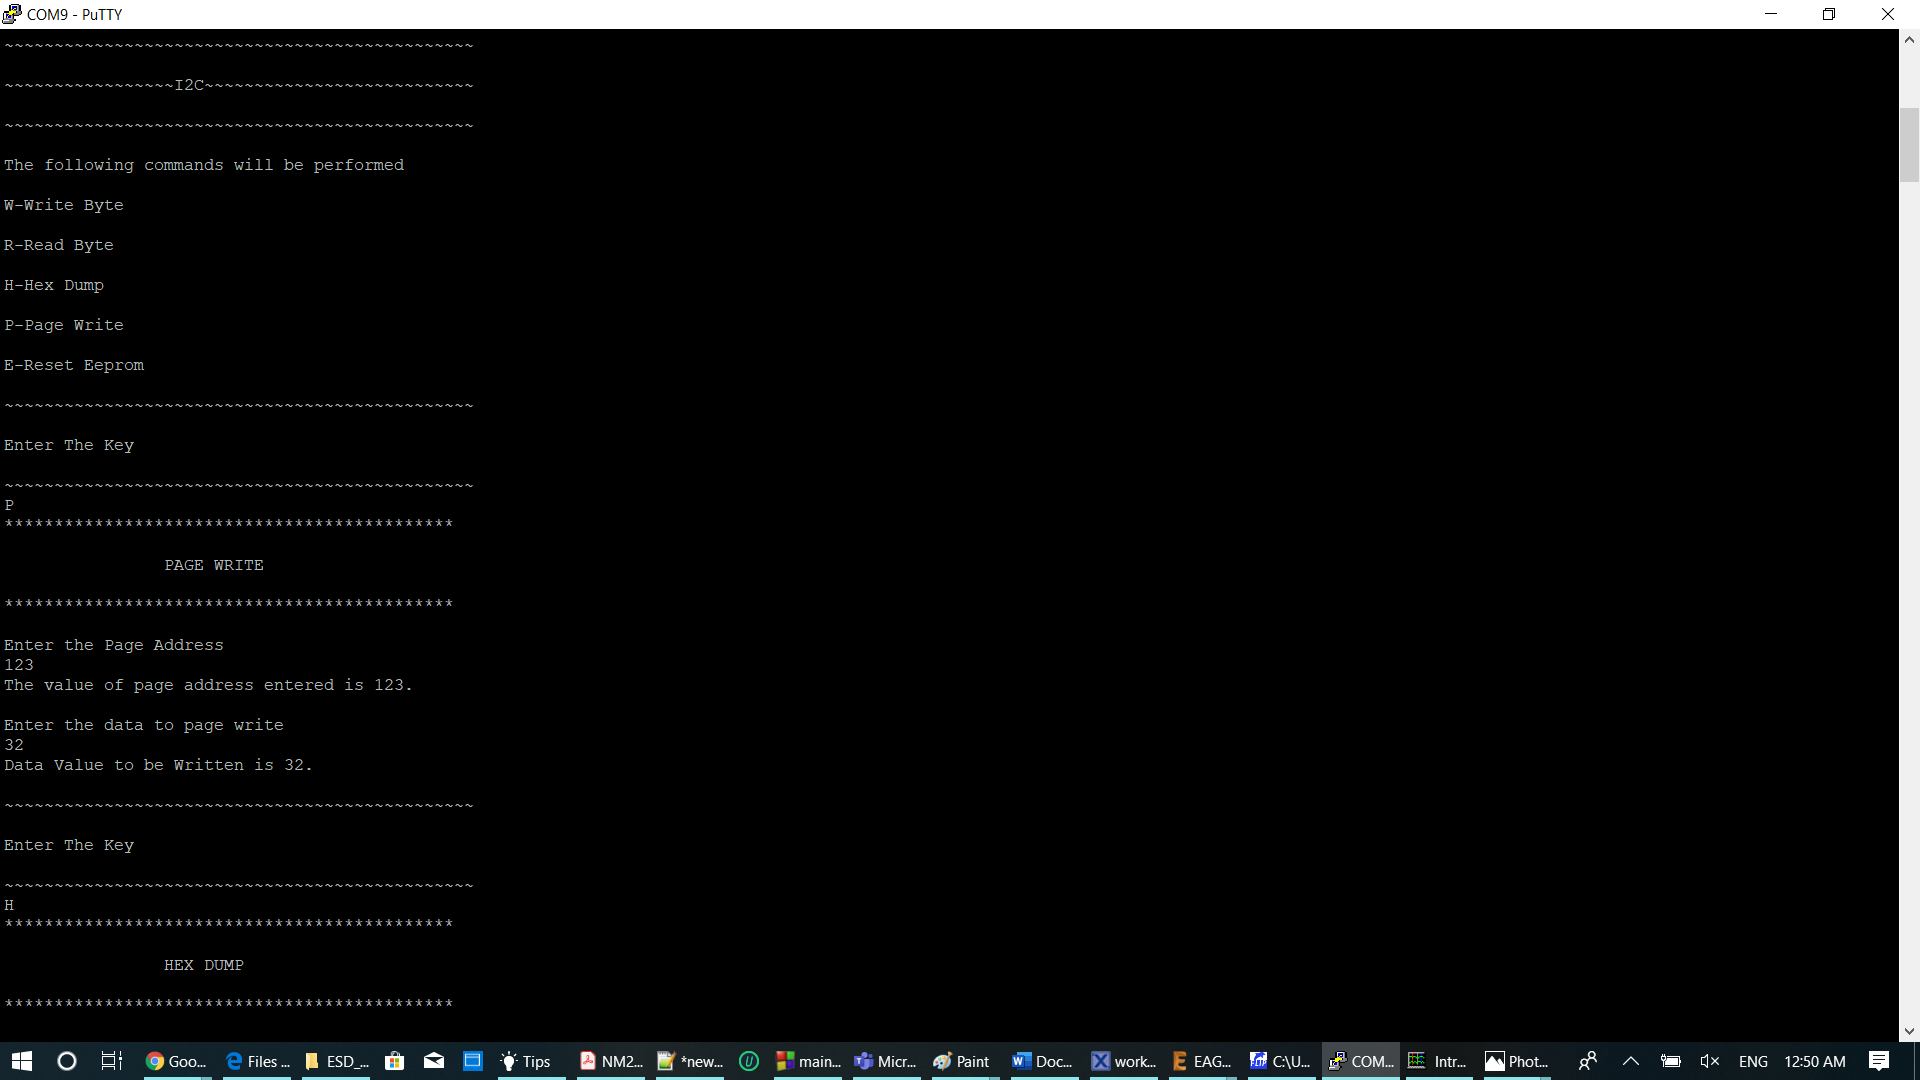 COM9 - PuTTY
~~~~~~~~~~~~~~~~~~~~~~~~~~~~~~~~~~~~~~~~~~~~~~~
~~~~~~~~~~~~~~~~~I2C~~~~~~~~~~~~~~~~~~~~~~~~~~~
~~~~~~~~~~~~~~~~~~~~~~~~~~~~~~~~~~~~~~~~~~~~~~~
The following commands will be performed
W-Write Byte
R-Read Byte
H-Hex Dump
P-Page Write
E-Reset Eeprom
~~~~~~~~~~~~~~~~~~~~~~~~~~~~~~~~~~~~~~~~~~~~~~~
Enter The Key
~~~~~~~~~~~~~~~~~~~~~~~~~~~~~~~~~~~~~~~~~~~~~~~
P
*********************************************
PAGE WRITE
*********************************************
Enter the Page Address
123
The value of page address entered is 123.
Enter the data to page write
32
Data Value to be Written is 32.
~~~~~~~~~~~~~~~~~~~~~~~~~~~~~~~~~~~~~~~~~~~~~~~
Enter The Key
~~~~~~~~~~~~~~~~~~~~~~~~~~~~~~~~~~~~~~~~~~~~~~~
H
*********************************************
HEX DUMP
*********************************************
Goo... Files ... ESD_... Tips NM2... *new... main... Micr... Paint Doc... work... EAG... C:\U... COM... Intr... Phot... ENG 12:50 AM